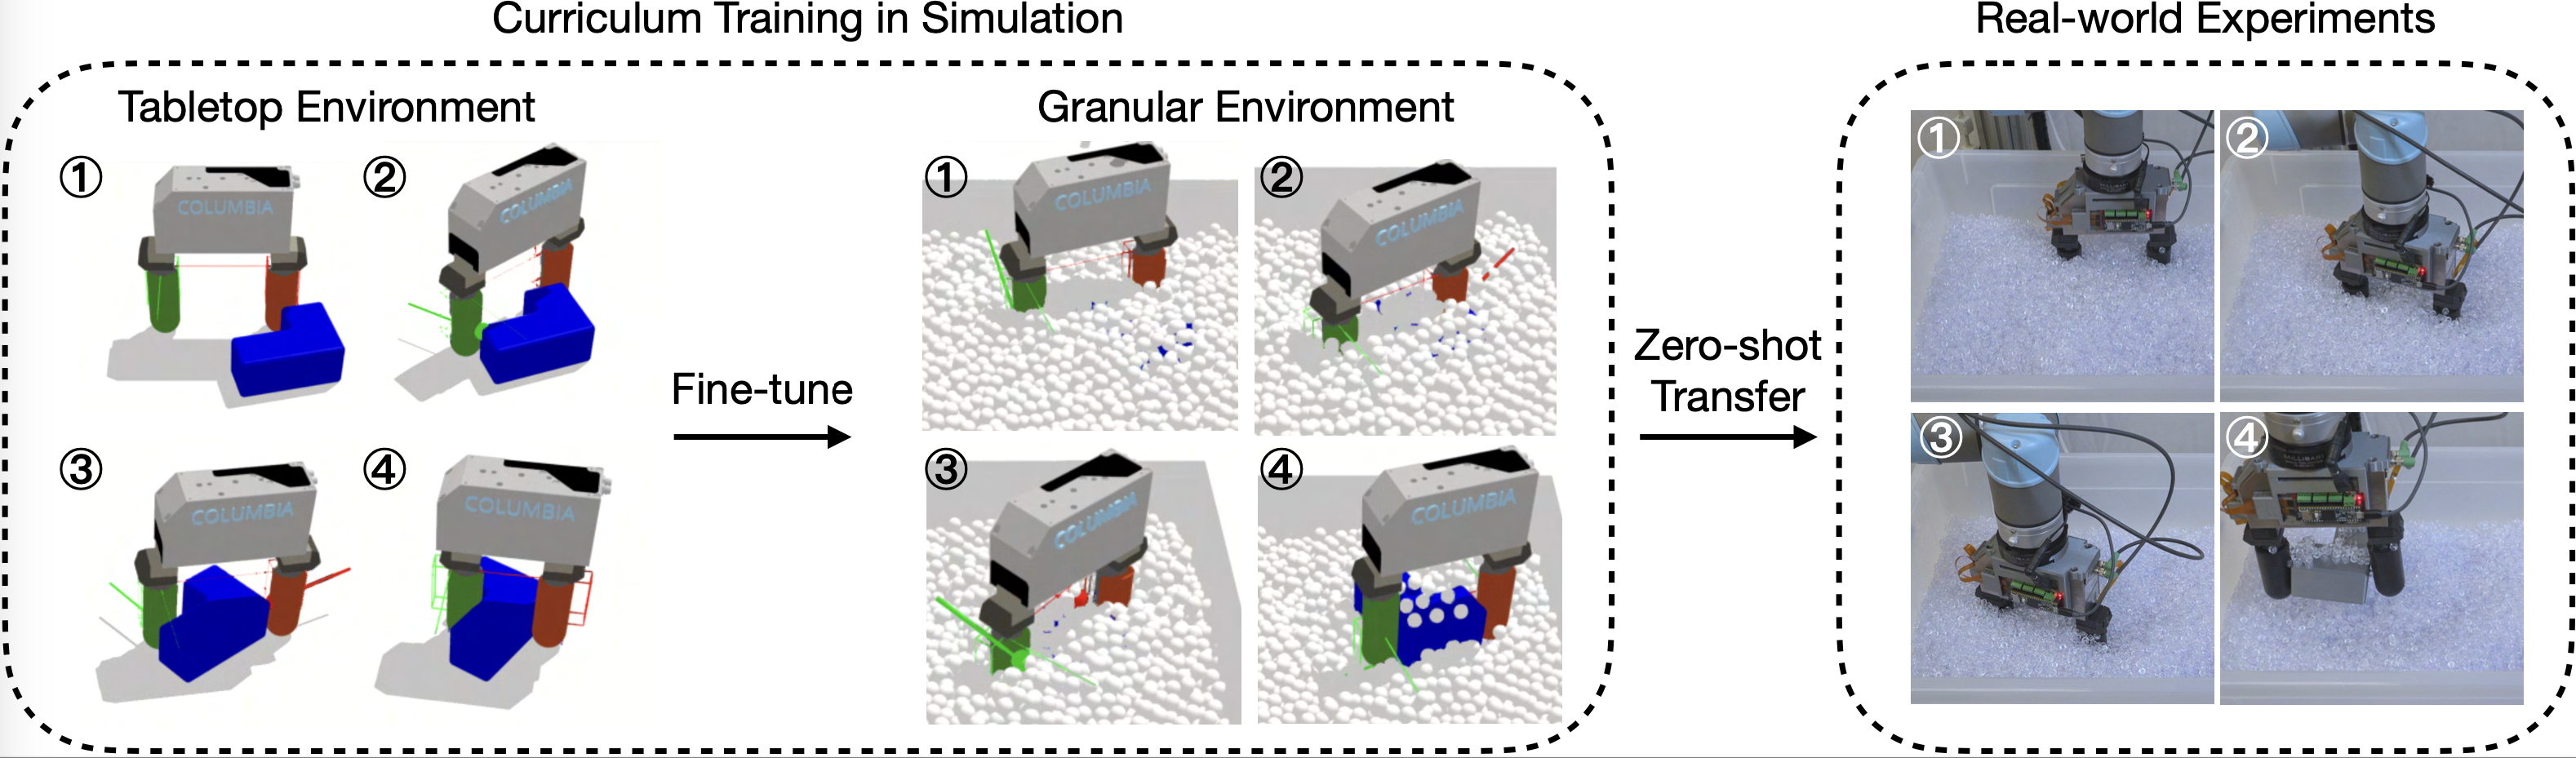 Curriculum Training in Simulation
Real-world Experiments
Tabletop Environment
Granular Environment
① COLUMBIA
② COLUMBIA
① COLUMBIA
② COLUMBIA
①
②
Fine-tune
Zero-shot
Transfer
③ COLUMBIA
④ COLUMBIA
③ COLUMBIA
④ COLUMBIA
③
④